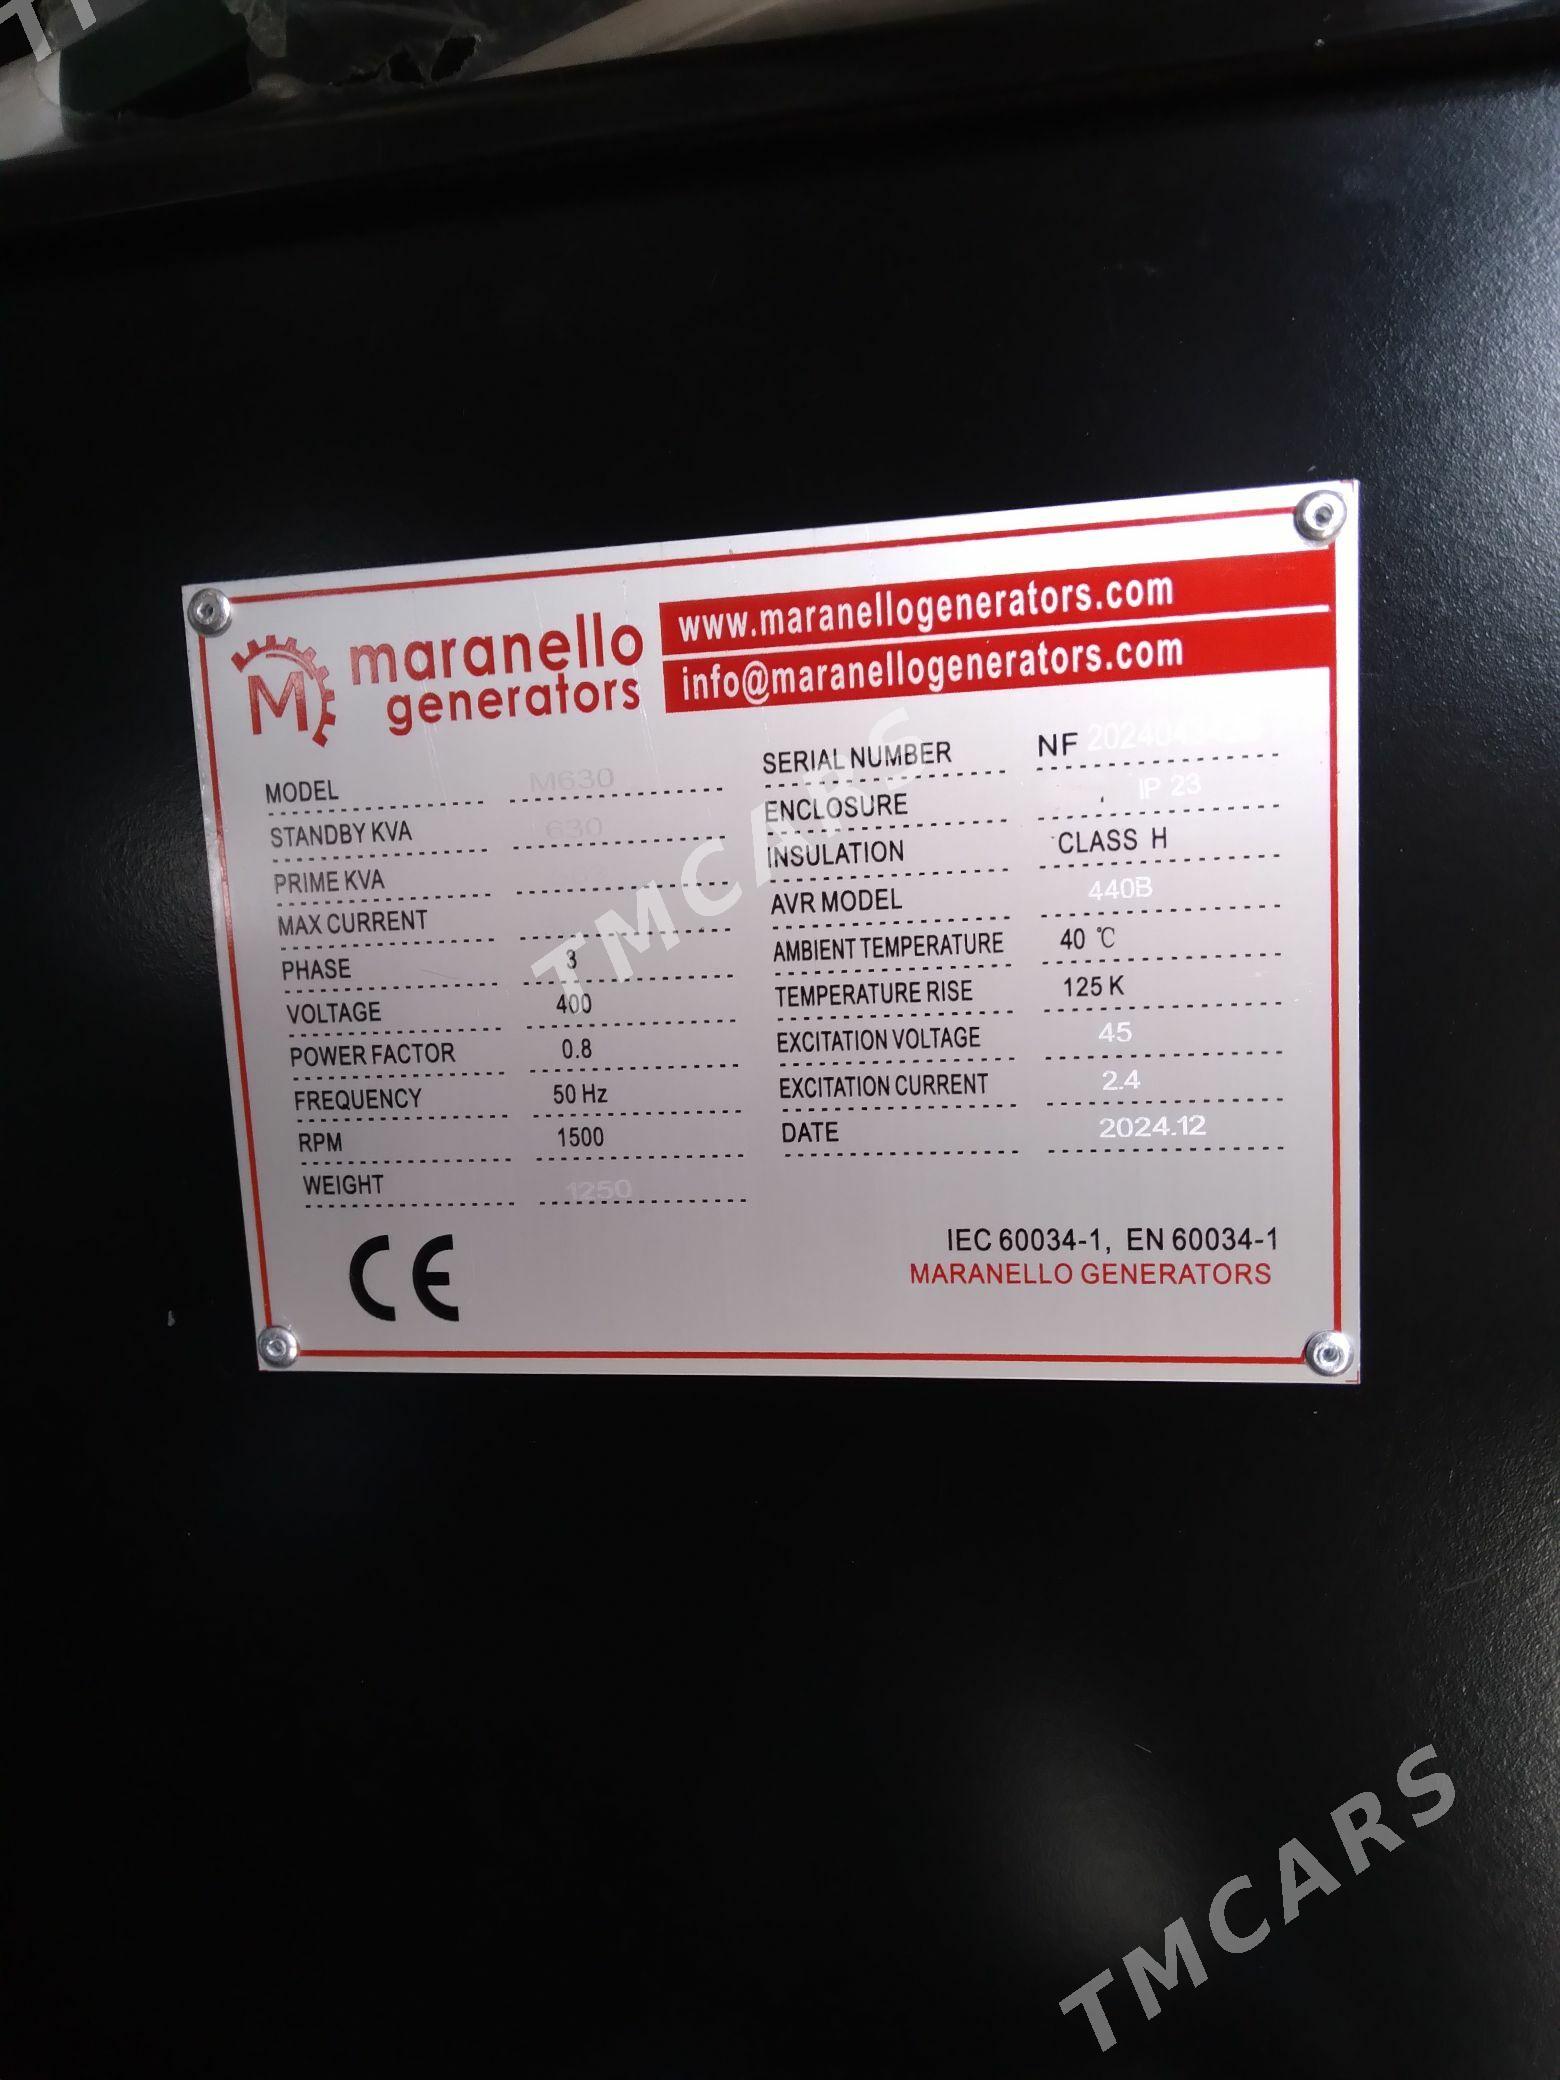 maranello
generators
www.maranellogenerators.com
info@maranellogenerators.com
MODEL M630
STANDBY KVA 630
PRIME KVA
MAX CURRENT
PHASE 3
VOLTAGE 400
POWER FACTOR 0.8
FREQUENCY 50 Hz
RPM 1500
WEIGHT 1250
SERIAL NUMBER NF
ENCLOSURE IP 23
INSULATION CLASS H
AVR MODEL 440B
AMBIENT TEMPERATURE 40 ℃
TEMPERATURE RISE 125 K
EXCITATION VOLTAGE 45
EXCITATION CURRENT 2.4
DATE 2024.12
CE
IEC 60034-1, EN 60034-1
MARANELLO GENERATORS
TMCARS
TMCARS